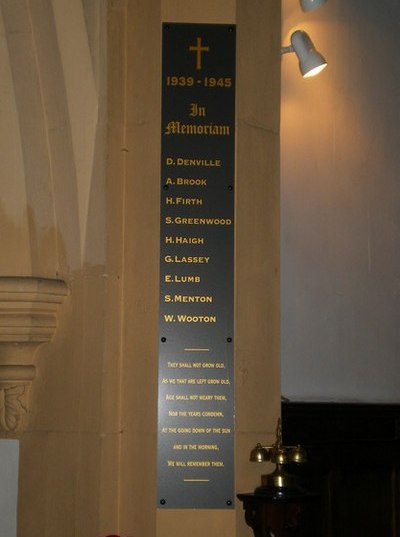 1939 - 1945
In
Memoriam
D. DENVILLE
A. BROOK
H. FIRTH
S. GREENWOOD
H. HAIGH
G. LASSEY
E. LUMB
S. MENTON
W. WOOTON
THEY SHALL NOT GROW OLD,
AS WE THAT ARE LEFT GROW OLD,
AGE SHALL NOT WEARY THEM,
NOR THE YEARS CONDEMN,
AT THE GOING DOWN OF THE SUN
AND IN THE MORNING,
WE WILL REMEMBER THEM.